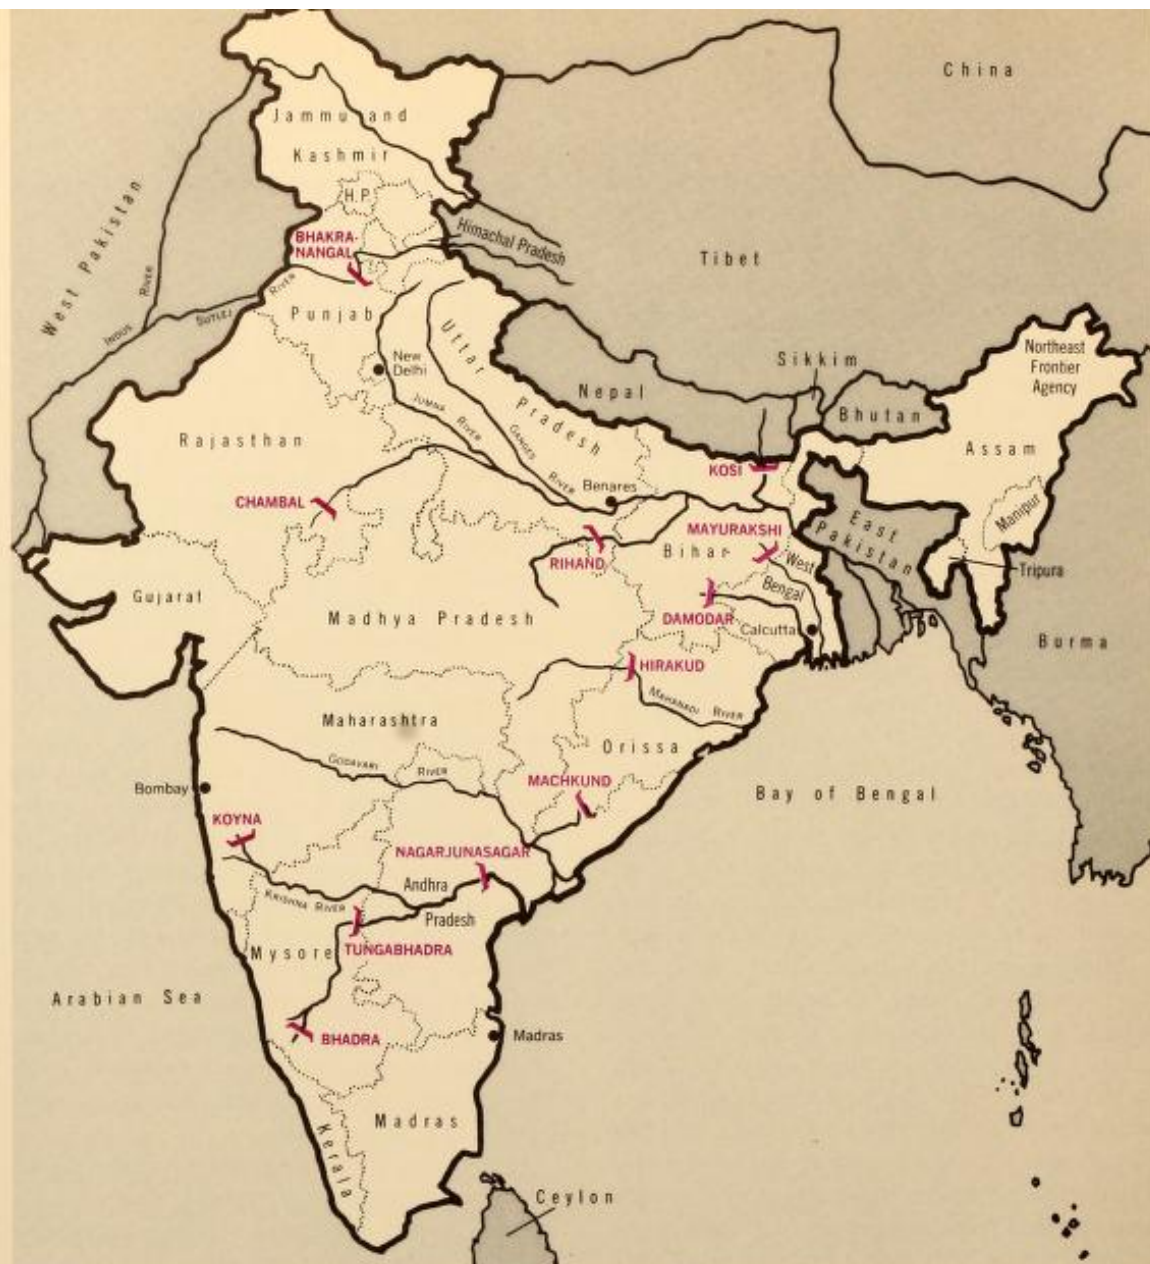 China
Jammu and
Kashmir
H.P.
West Pakistan
BHAKRA-
NANGAL
Himachal Pradesh
Tibet
RIVER
INDUS
SUTLEJ
RIVER
Punjab
Uttar
Pradesh
New
Delhi
Northeast
Frontier
Agency
Sikkim
Nepal
Bhutan
JUMNA RIVER
GANGES RIVER
Rajasthan
Assam
KOSI
Benares
CHAMBAL
Manipur
East
Pakistan
MAYURAKSHI
Bihar
RIHAND
West
Bengal
Tripura
Gujarat
Madhya Pradesh
DAMODAR
Calcutta
Burma
HIRAKUD
MAHANADI RIVER
Maharashtra
Orissa
GODAVARI RIVER
MACHKUND
Bombay
Bay of Bengal
KOYNA
NAGARJUNASAGAR
Andhra
Pradesh
KRISHNA RIVER
Mysore
TUNGABHADRA
Arabian Sea
BHADRA
Madras
Madras
Kerala
Ceylon